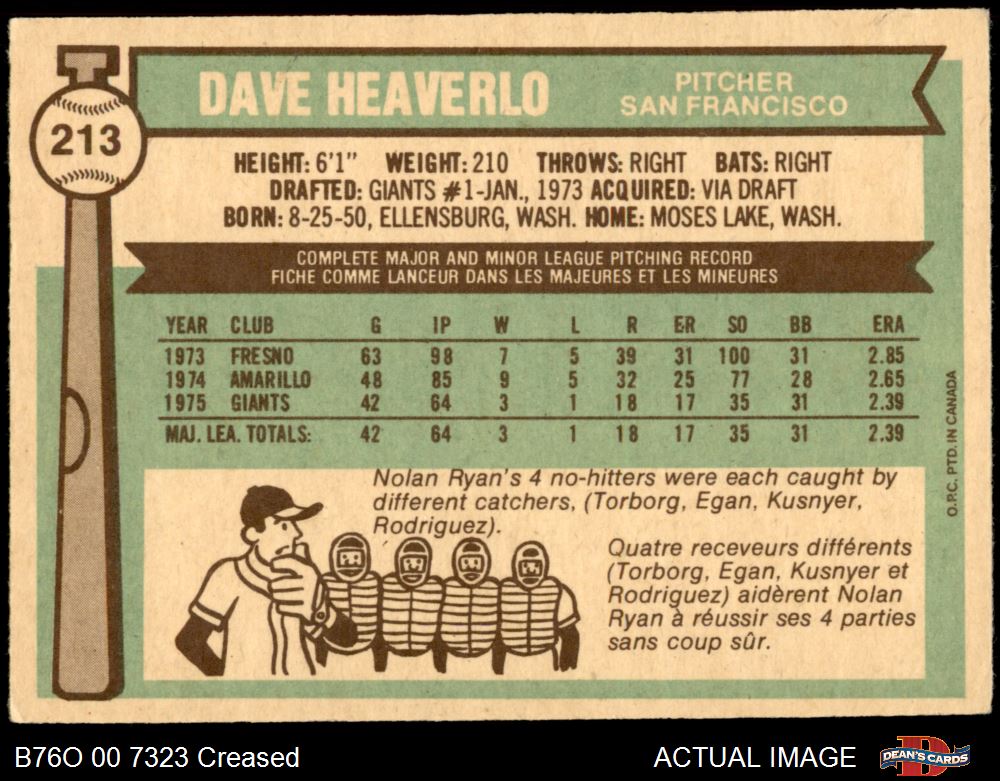 213
DAVE HEAVERLO
PITCHER
SAN FRANCISCO
HEIGHT: 6'1" WEIGHT: 210 THROWS: RIGHT BATS: RIGHT
DRAFTED: GIANTS #1-JAN., 1973 ACQUIRED: VIA DRAFT
BORN: 8-25-50, ELLENSBURG, WASH. HOME: MOSES LAKE, WASH.
COMPLETE MAJOR AND MINOR LEAGUE PITCHING RECORD
FICHE COMME LANCEUR DANS LES MAJEURES ET LES MINEURES
YEAR CLUB G IP W L R ER SO BB ERA
1973 FRESNO 63 98 7 5 39 31 100 31 2.85
1974 AMARILLO 48 85 9 5 32 25 77 28 2.65
1975 GIANTS 42 64 3 1 18 17 35 31 2.39
MAJ. LEA. TOTALS: 42 64 3 1 18 17 35 31 2.39
O.P.C. PTD. IN CANADA
Nolan Ryan's 4 no-hitters were each caught by
different catchers, (Torborg, Egan, Kusnyer,
Rodriguez).
Quatre receveurs différents
(Torborg, Egan, Kusnyer et
Rodriguez) aidèrent Nolan
Ryan à réussir ses 4 parties
sans coup sûr.
B76O 00 7323 Creased
ACTUAL IMAGE
DEAN'S CARDS